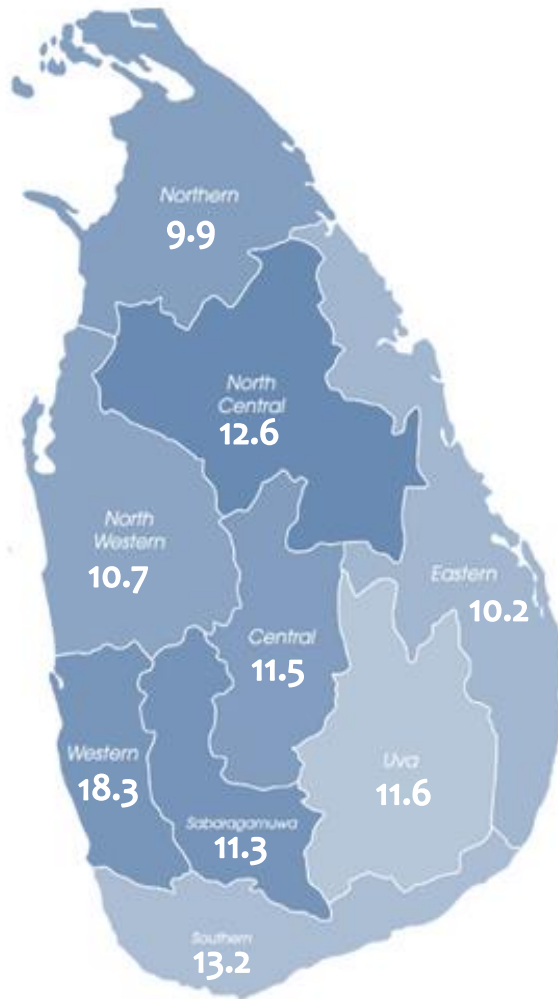 Northern
9.9
North
Central
12.6
North
Western
10.7
Eastern
10.2
Central
11.5
Western
18.3
Uva
11.6
Sabaragamuwa
11.3
Southern
13.2